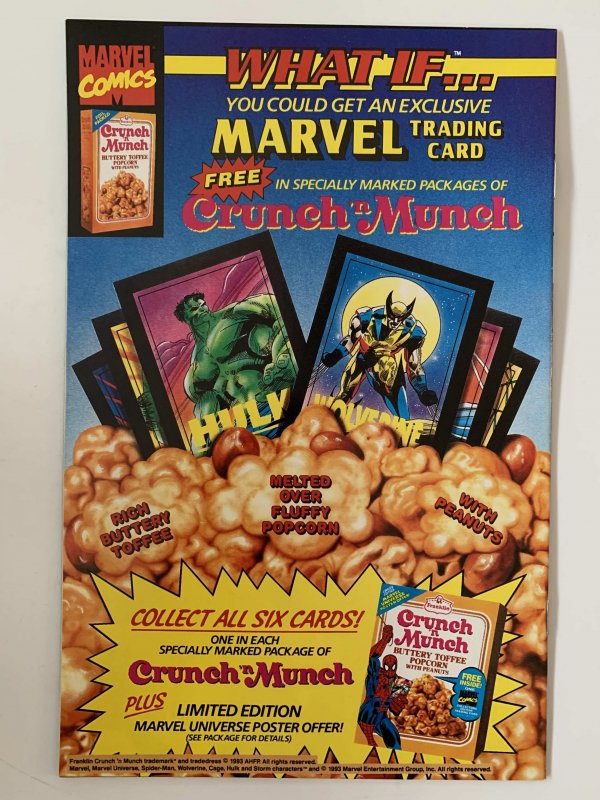 MARVEL
COMICS
WHAT IF...™
YOU COULD GET AN EXCLUSIVE
MARVEL TRADING CARD
FREE IN SPECIALLY MARKED PACKAGES OF
Crunch 'n Munch
Crunch
'n
Munch
BUTTERY TOFFEE
POPCORN
WITH PEANUTS
HULK
WOLVERINE
RICH
BUTTERY
TOFFEE
MELTED
OVER
FLUFFY
POPCORN
WITH
PEANUTS
COLLECT ALL SIX CARDS!
ONE IN EACH
SPECIALLY MARKED PACKAGE OF
Crunch 'n Munch
PLUS LIMITED EDITION
MARVEL UNIVERSE POSTER OFFER!
(SEE PACKAGE FOR DETAILS)
Franklin
Crunch
'n
Munch
BUTTERY TOFFEE
POPCORN
WITH PEANUTS
FREE
INSIDE!
ONE
COMICS
Franklin Crunch 'n Munch trademark* and tradedress © 1993 AHFP. All rights reserved.
Marvel, Marvel Universe, Spider-Man, Wolverine, Cage, Hulk and Storm characters™ and © 1993 Marvel Entertainment Group, Inc. All rights reserved.